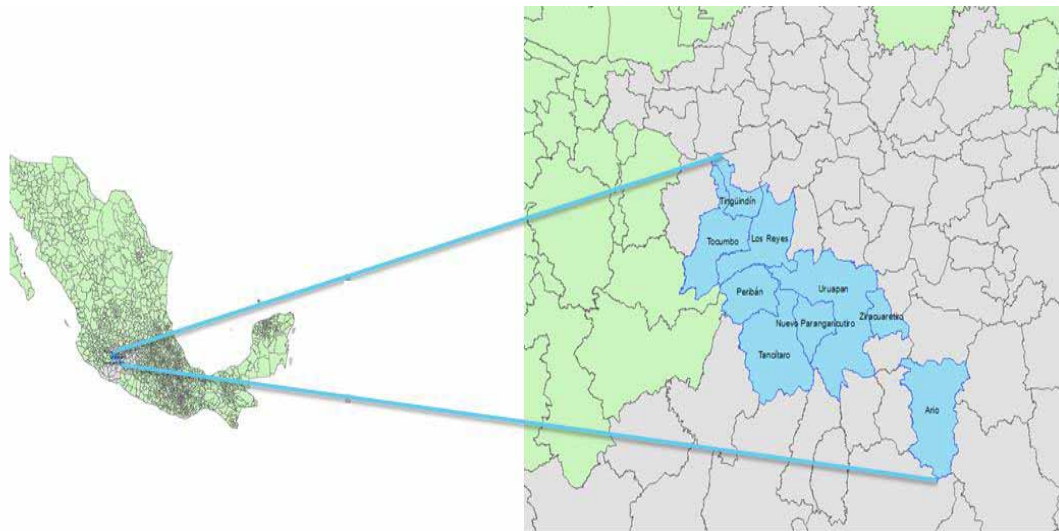 Tingüindín
Tocumbo
Los Reyes
Peribán
Uruapan
Nuevo Parangaricutiro
Ziracuaretiro
Tancítaro
Ario